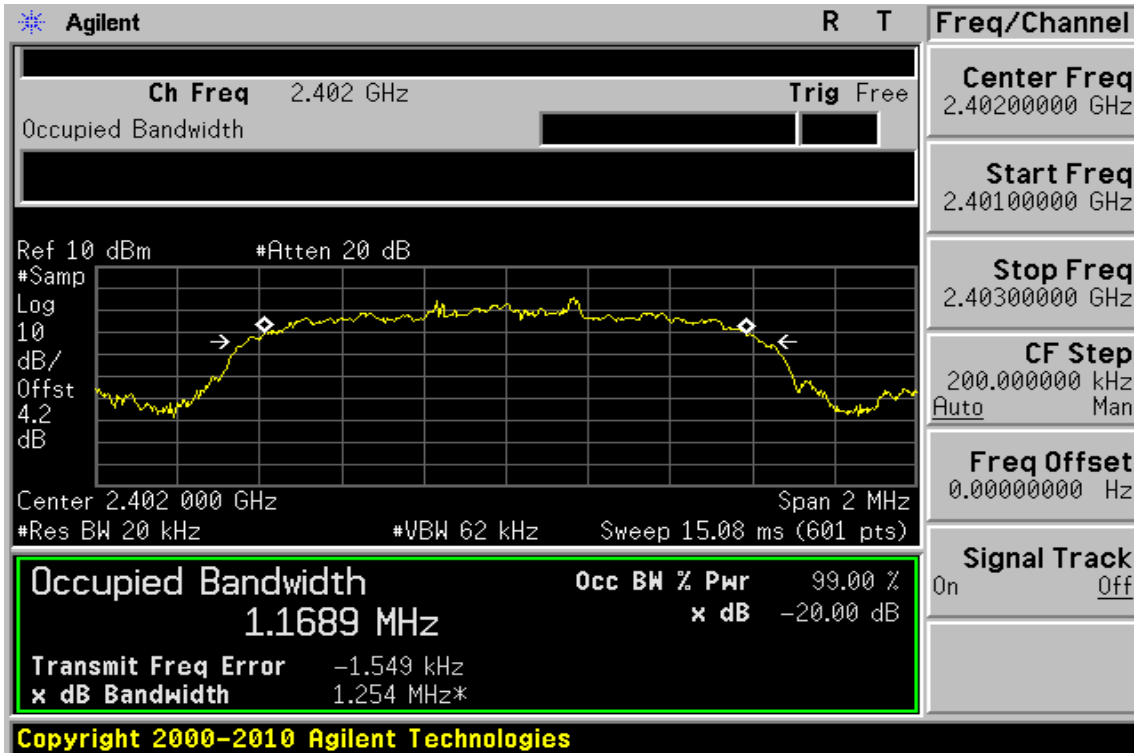 Agilent R T
Ch Freq 2.402 GHz Trig Free
Occupied Bandwidth
Ref 10 dBm #Atten 20 dB
#Samp
Log
10
dB/
Offst
4.2
dB
Center 2.402 000 GHz Span 2 MHz
#Res BW 20 kHz #VBW 62 kHz Sweep 15.08 ms (601 pts)
Occupied Bandwidth
1.1689 MHz
Occ BW % Pwr 99.00 %
x dB -20.00 dB
Transmit Freq Error -1.549 kHz
x dB Bandwidth 1.254 MHz*
Copyright 2000-2010 Agilent Technologies
Freq/Channel
Center Freq
2.40200000 GHz
Start Freq
2.40100000 GHz
Stop Freq
2.40300000 GHz
CF Step
200.000000 kHz
Auto Man
Freq Offset
0.00000000 Hz
Signal Track
On Off